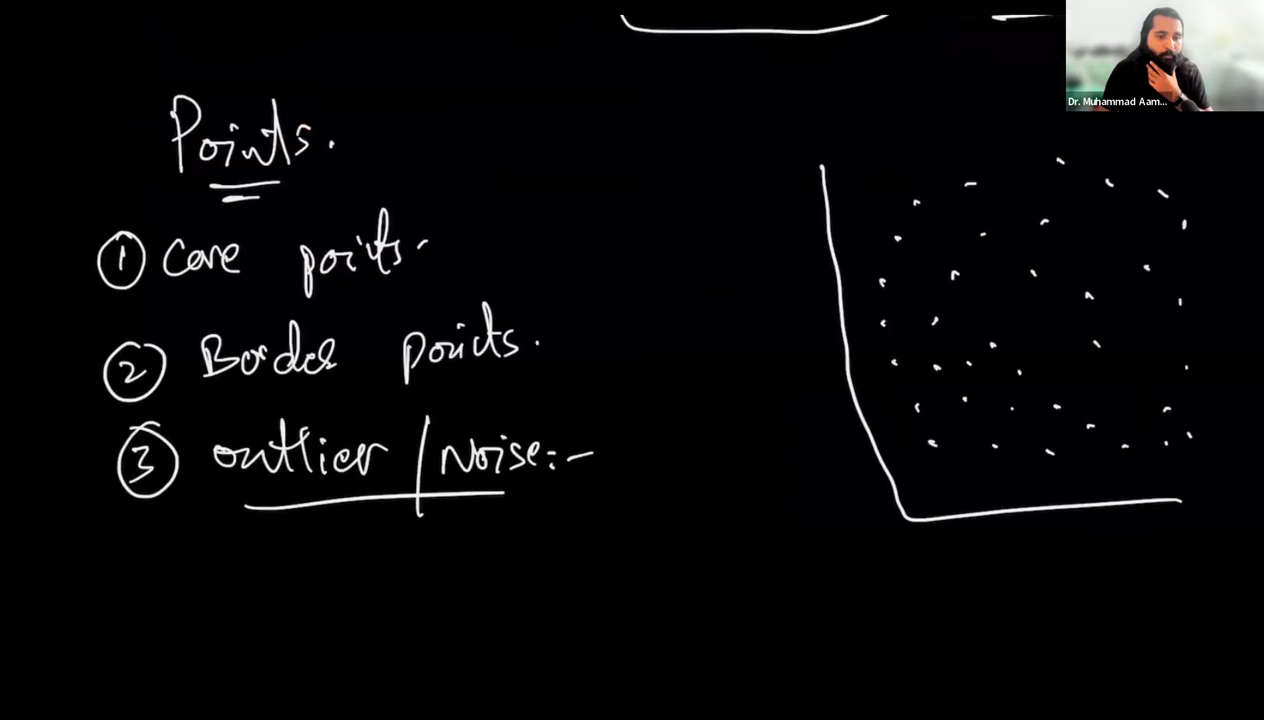 Points.
① Core points.
② Border points.
③ outlier / Noise:-
Dr. Muhammad Aam...